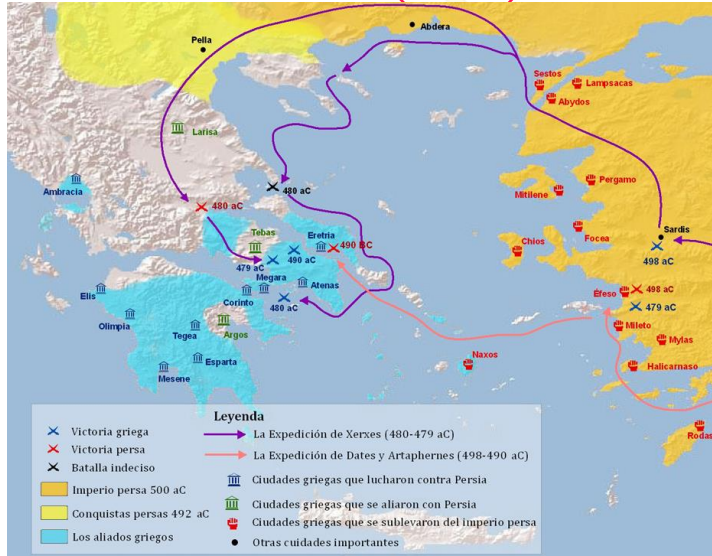 Abdera
Pella
Sestos
Lampsacas
Abydos
Larisa
Ambracia
480 aC
480 aC
Pergamo
Mitilene
Sardis
Focea
498 aC
Tebas
Eretria
490 BC
490 aC
479 aC
Chios
Megara
Atenas
Elis
Corinto
480 aC
Éfeso
498 aC
479 aC
Olimpia
Tegea
Argos
Mileto
Mylas
Esparta
Mesene
Naxos
Halicarnaso
Rodas
Leyenda
Victoria griega
Victoria persa
Batalla indeciso
Imperio persa 500 aC
Conquistas persas 492 aC
Los aliados griegos
La Expedición de Xerxes (480-479 aC)
La Expedición de Dates y Artaphernes (498-490 aC)
Ciudades griegas que lucharon contra Persia
Ciudades griegas que se aliaron con Persia
Ciudades griegas que se sublevaron del imperio persa
Otras cuidades importantes